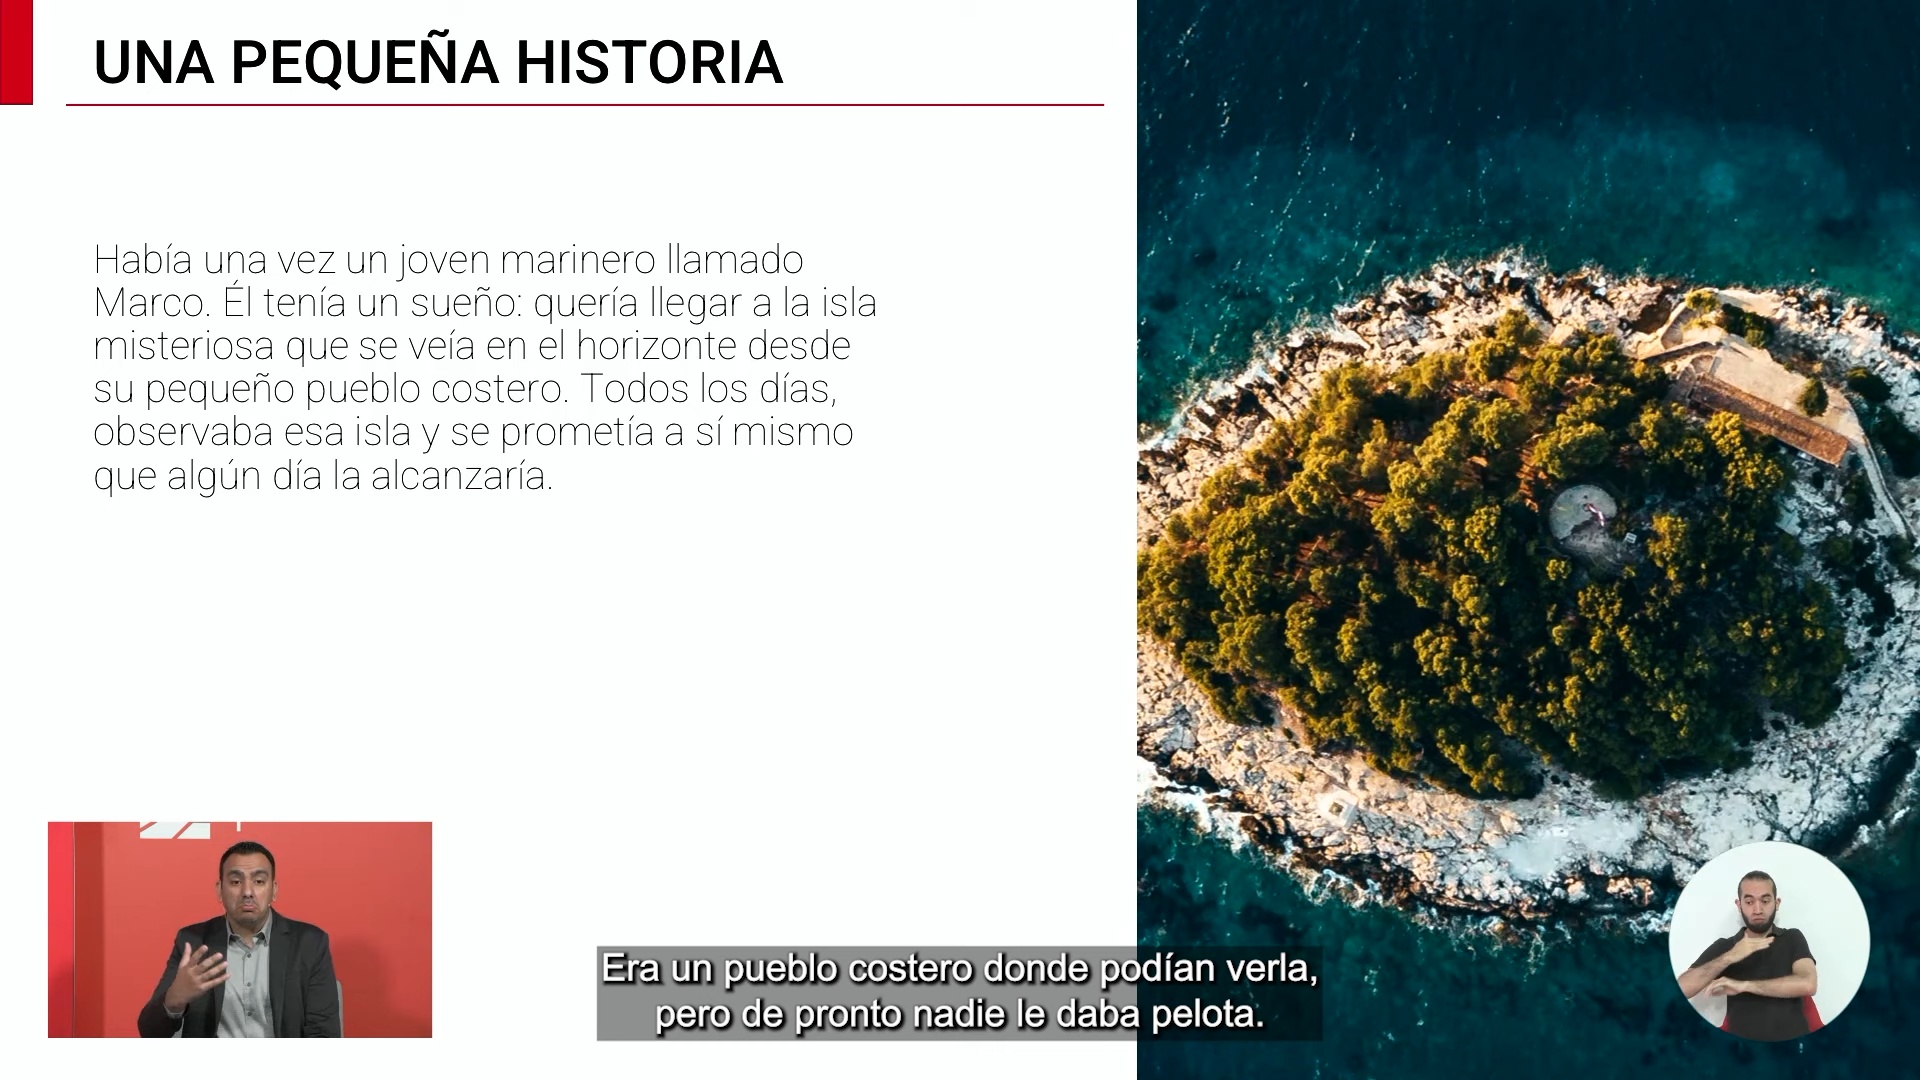 UNA PEQUEÑA HISTORIA
Había una vez un joven marinero llamado
Marco. Él tenía un sueño: quería llegar a la isla
misteriosa que se veía en el horizonte desde
su pequeño pueblo costero. Todos los días,
observaba esa isla y se prometía a sí mismo
que algún día la alcanzaría.
Era un pueblo costero donde podían verla,
pero de pronto nadie le daba pelota.